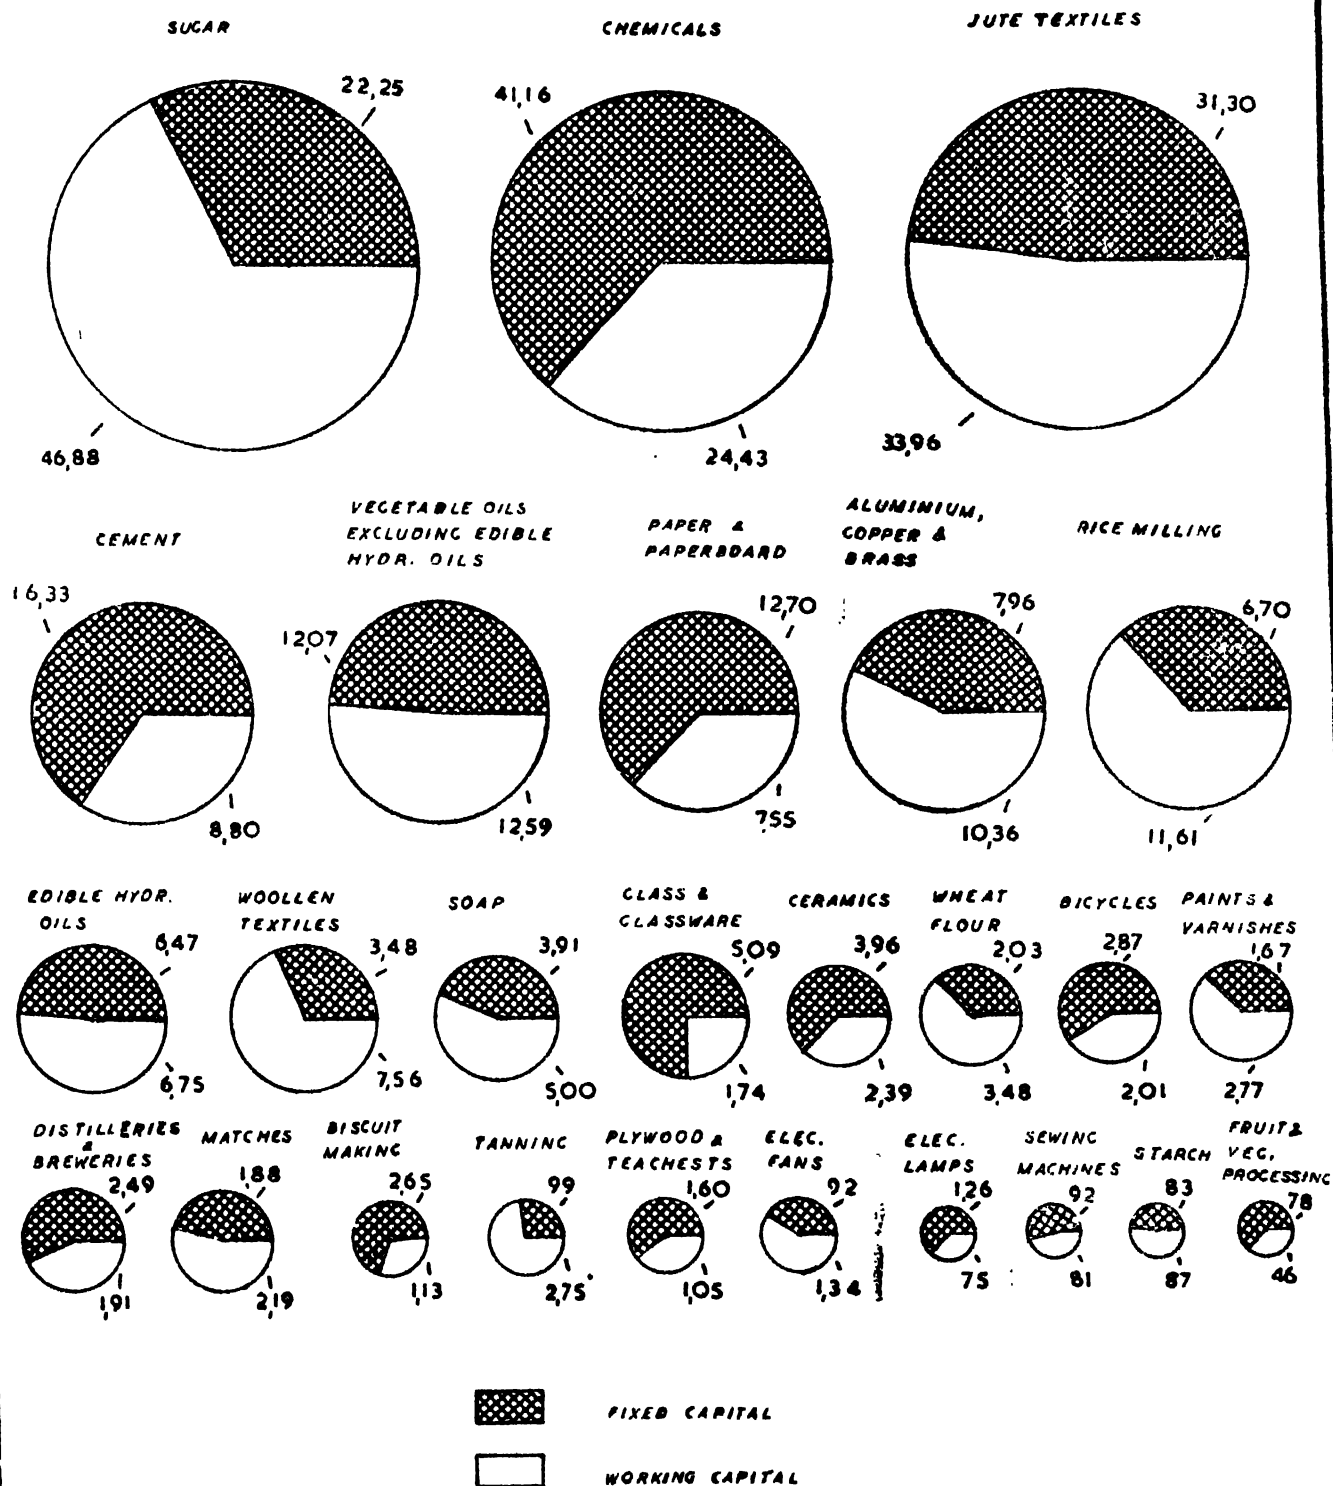 SUGAR
22,25
46,88
CHEMICALS
41,16
24,43
JUTE TEXTILES
31,30
33,96
CEMENT
16,33
8,80
VEGETABLE OILS
EXCLUDING EDIBLE
HYDR. OILS
12,07
12,59
PAPER &
PAPERBOARD
12,70
7,55
ALUMINIUM,
COPPER &
BRASS
7,96
10,36
RICE MILLING
6,70
11,61
EDIBLE HYDR.
OILS
6,47
6,75
WOOLLEN
TEXTILES
3,48
7,56
SOAP
3,91
5,00
GLASS &
GLASSWARE
5,09
1,74
CERAMICS
3,96
2,39
WHEAT
FLOUR
2,03
3,48
BICYCLES
2,87
2,01
PAINTS &
VARNISHES
1,67
2,77
DISTILLERIES
&
BREWERIES
2,49
1,91
MATCHES
1,88
2,19
BISCUIT
MAKING
2,65
1,13
TANNING
99
2,75
PLYWOOD &
TEACHESTS
1,60
1,05
ELEC.
FANS
92
1,34
ELEC.
LAMPS
1,26
75
SEWING
MACHINES
92
81
STARCH
83
87
FRUIT &
VEG.
PROCESSING
78
46
FIXED CAPITAL
WORKING CAPITAL